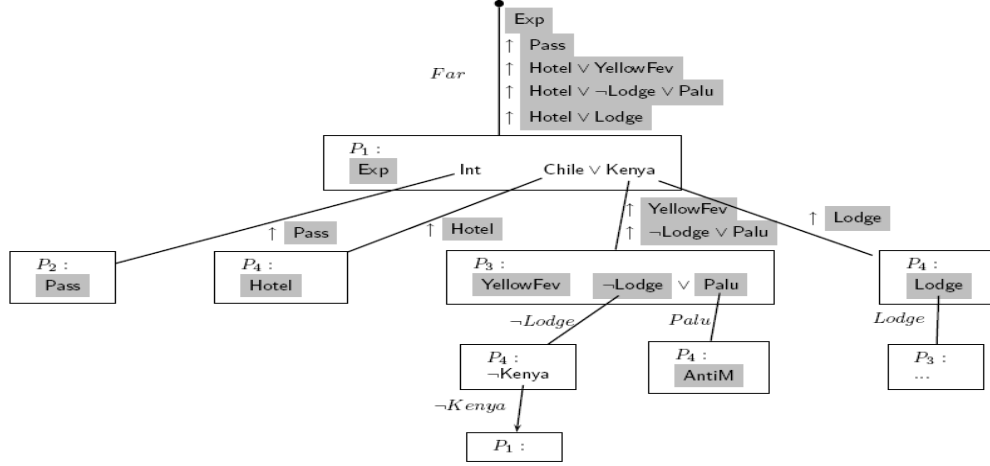 Exp
↑ Pass
Far ↑ Hotel ∨ YellowFev
↑ Hotel ∨ ¬Lodge ∨ Palu
↑ Hotel ∨ Lodge
P₁ :
Exp Int Chile ∨ Kenya
↑ Pass ↑ Hotel ↑ YellowFev ↑ Lodge
↑ ¬Lodge ∨ Palu
P₂ : P₄ : P₃ : P₄ :
Pass Hotel YellowFev ¬Lodge ∨ Palu Lodge
¬Lodge Palu Lodge
P₄ : P₄ : P₃ :
¬Kenya AntiM ...
¬Kenya
P₁ :